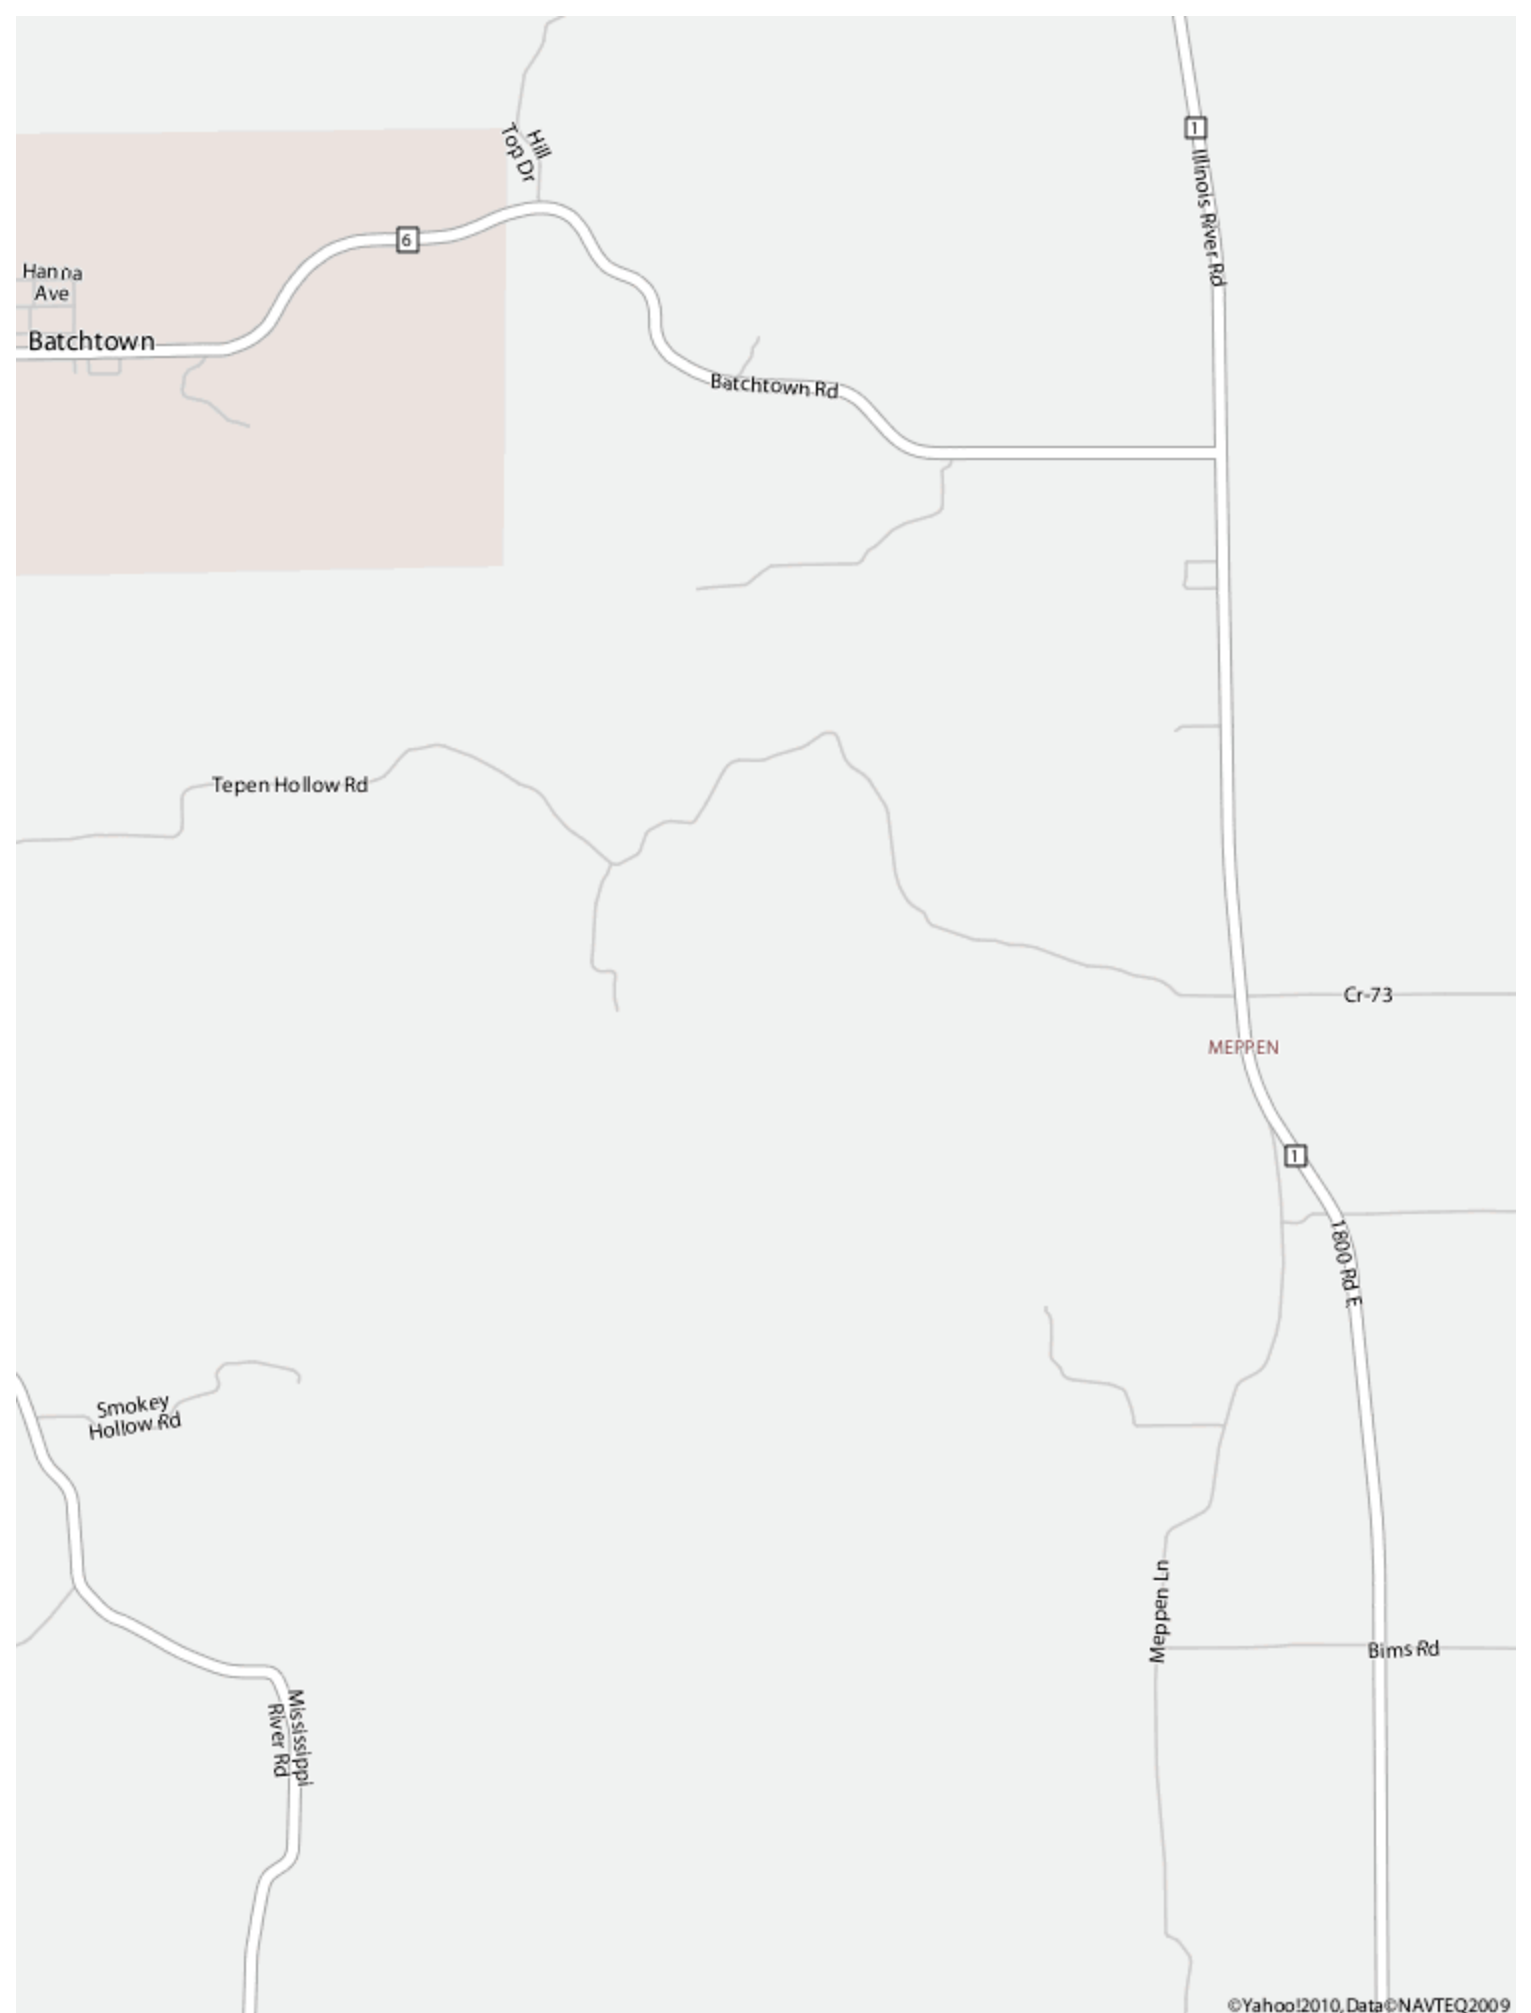 Hill
Top Dr
1
Illinois River Rd
6
Hanna
Ave
Batchtown
Batchtown Rd
Tepen Hollow Rd
Cr-73
MEPPEN
1
1800 Rd E
Smokey
Hollow Rd
Meppen Ln
Bims Rd
Mississippi
River Rd
©Yahoo!2010, Data©NAVTEQ2009